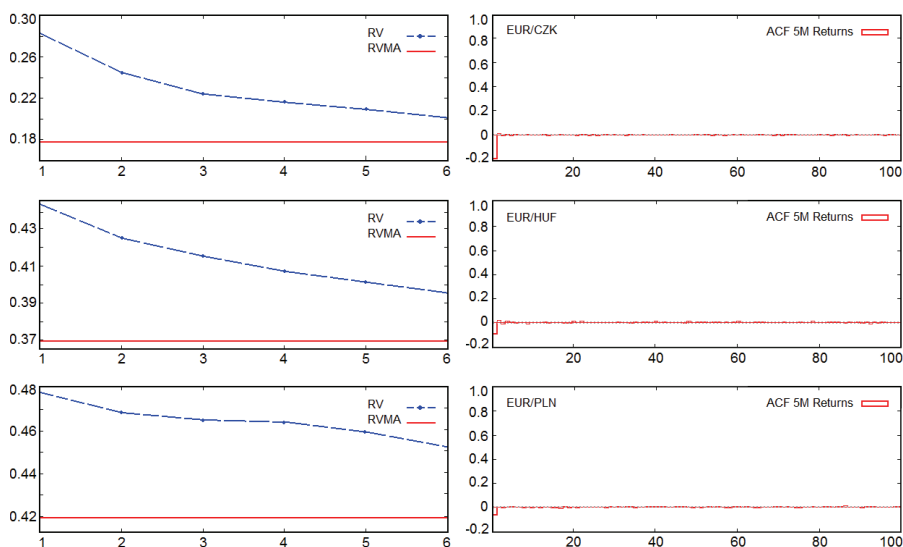 0.30
0.26
0.22
0.18
RV
RVMA
1 2 3 4 5 6
1.0
0.8
0.6
0.4
0.2
0
-0.2
EUR/CZK
ACF 5M Returns
20 40 60 80 100
0.43
0.41
0.39
0.37
RV
RVMA
1 2 3 4 5 6
1.0
0.8
0.6
0.4
0.2
0
-0.2
EUR/HUF
ACF 5M Returns
20 40 60 80 100
0.48
0.46
0.44
0.42
RV
RVMA
1 2 3 4 5 6
1.0
0.8
0.6
0.4
0.2
0
-0.2
EUR/PLN
ACF 5M Returns
20 40 60 80 100